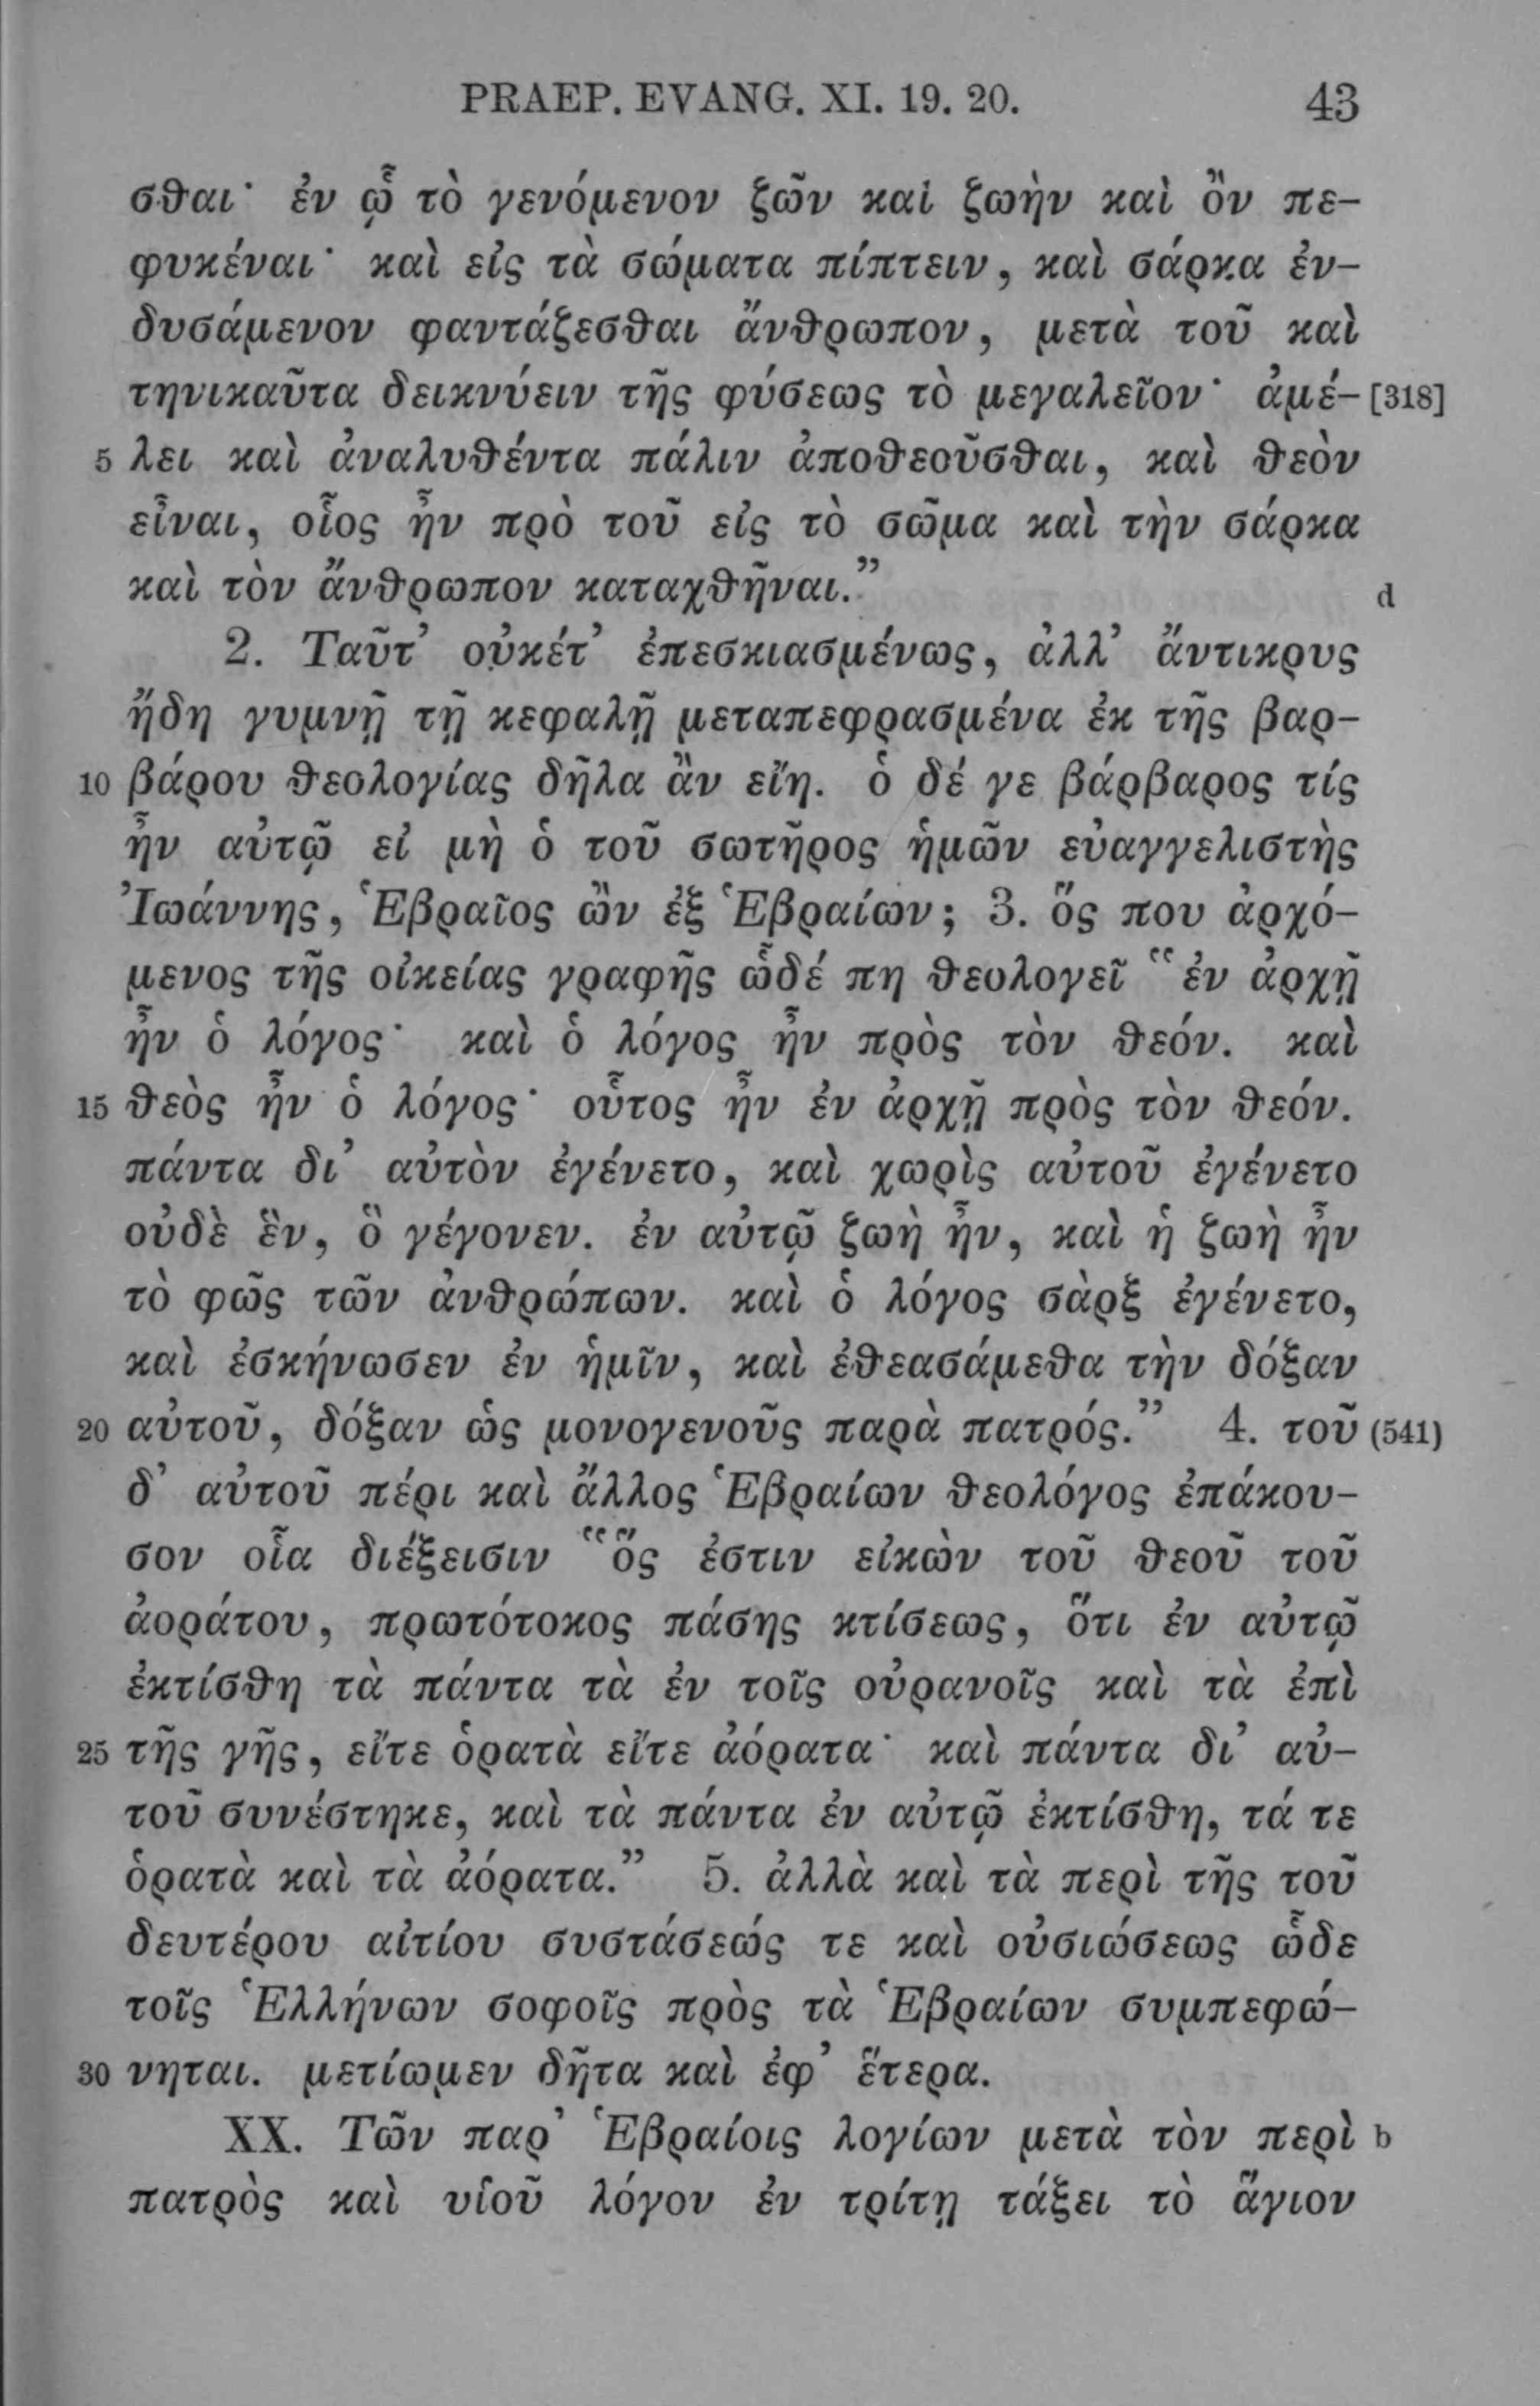 PRAEP. EVANG. XI. 19. 20. 43
σθαι· ἐν ᾧ τὸ γενόμενον ζῶν καὶ ζωὴν καὶ ὂν πε-
φυκέναι· καὶ εἰς τὰ σώματα πίπτειν, καὶ σάρκα ἐν-
δυσάμενον φαντάζεσθαι ἄνθρωπον, μετὰ τοῦ καὶ
τηνικαῦτα δεικνύειν τῆς φύσεως τὸ μεγαλεῖον· ἀμέ- [318]
5 λει καὶ ἀναλυθέντα πάλιν ἀποθεοῦσθαι, καὶ θεὸν
εἶναι, οἷος ἦν πρὸ τοῦ εἰς τὸ σῶμα καὶ τὴν σάρκα
καὶ τὸν ἄνθρωπον καταχθῆναι.” d
2. Ταῦτ’ οὐκέτ’ ἐπεσκιασμένως, ἀλλ’ ἄντικρυς
ἤδη γυμνῇ τῇ κεφαλῇ μεταπεφρασμένα ἐκ τῆς βαρ-
10 βάρου θεολογίας δῆλα ἂν εἴη. ὁ δέ γε βάρβαρος τίς
ἦν αὐτῷ εἰ μὴ ὁ τοῦ σωτῆρος ἡμῶν εὐαγγελιστὴς
Ἰωάννης, Ἑβραῖος ὢν ἐξ Ἑβραίων; 3. ὅς που ἀρχό-
μενος τῆς οἰκείας γραφῆς ὧδέ πη θεολογεῖ “ἐν ἀρχῇ
ἦν ὁ λόγος· καὶ ὁ λόγος ἦν πρὸς τὸν θεόν. καὶ
15 θεὸς ἦν ὁ λόγος· οὗτος ἦν ἐν ἀρχῇ πρὸς τὸν θεόν.
πάντα δι’ αὐτὸν ἐγένετο, καὶ χωρὶς αὐτοῦ ἐγένετο
οὐδὲ ἓν, ὃ γέγονεν. ἐν αὐτῷ ζωὴ ἦν, καὶ ἡ ζωὴ ἦν
τὸ φῶς τῶν ἀνθρώπων. καὶ ὁ λόγος σὰρξ ἐγένετο,
καὶ ἐσκήνωσεν ἐν ἡμῖν, καὶ ἐθεασάμεθα τὴν δόξαν
20 αὐτοῦ, δόξαν ὡς μονογενοῦς παρὰ πατρός.” 4. τοῦ (541)
δ’ αὐτοῦ πέρι καὶ ἄλλος Ἑβραίων θεολόγος ἐπάκου-
σον οἷα διέξεισιν “ὅς ἐστιν εἰκὼν τοῦ θεοῦ τοῦ
ἀοράτου, πρωτότοκος πάσης κτίσεως, ὅτι ἐν αὐτῷ
ἐκτίσθη τὰ πάντα τὰ ἐν τοῖς οὐρανοῖς καὶ τὰ ἐπὶ
25 τῆς γῆς, εἴτε ὁρατὰ εἴτε ἀόρατα· καὶ πάντα δι’ αὐ-
τοῦ συνέστηκε, καὶ τὰ πάντα ἐν αὐτῷ ἐκτίσθη, τά τε
ὁρατὰ καὶ τὰ ἀόρατα.” 5. ἀλλὰ καὶ τὰ περὶ τῆς τοῦ
δευτέρου αἰτίου συστάσεώς τε καὶ οὐσιώσεως ὧδε
τοῖς Ἑλλήνων σοφοῖς πρὸς τὰ Ἑβραίων συμπεφώ-
30 νηται. μετίωμεν δῆτα καὶ ἐφ’ ἕτερα.
XX. Τῶν παρ’ Ἑβραίοις λογίων μετὰ τὸν περὶ b
πατρὸς καὶ υἱοῦ λόγον ἐν τρίτῃ τάξει τὸ ἅγιον